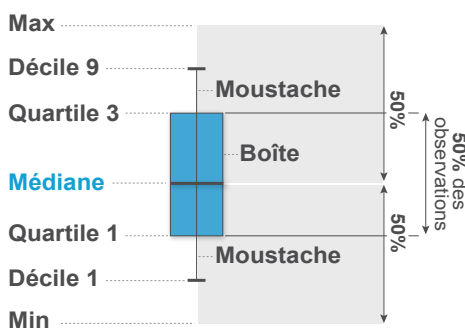 Max
Décile 9
Moustache
Quartile 3
50%
Boîte
50% des
observations
Médiane
Quartile 1
50%
Moustache
Décile 1
Min